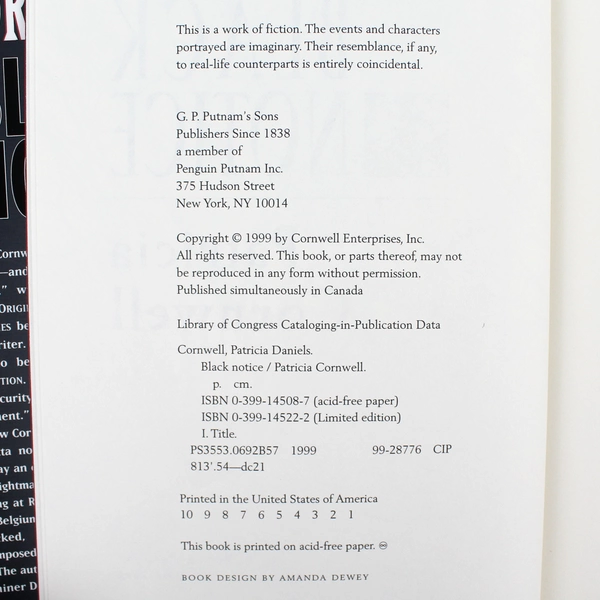 This is a work of fiction. The events and characters
portrayed are imaginary. Their resemblance, if any,
to real-life counterparts is entirely coincidental.
G. P. Putnam's Sons
Publishers Since 1838
a member of
Penguin Putnam Inc.
375 Hudson Street
New York, NY 10014
Copyright © 1999 by Cornwell Enterprises, Inc.
All rights reserved. This book, or parts thereof, may not
be reproduced in any form without permission.
Published simultaneously in Canada
Library of Congress Cataloging-in-Publication Data
Cornwell, Patricia Daniels.
Black notice / Patricia Cornwell.
p. cm.
ISBN 0-399-14508-7 (acid-free paper)
ISBN 0-399-14522-2 (Limited edition)
I. Title.
PS3553.0692B57 1999 99-28776 CIP
813'.54—dc21
Printed in the United States of America
10 9 8 7 6 5 4 3 2 1
This book is printed on acid-free paper. ♾
BOOK DESIGN BY AMANDA DEWEY